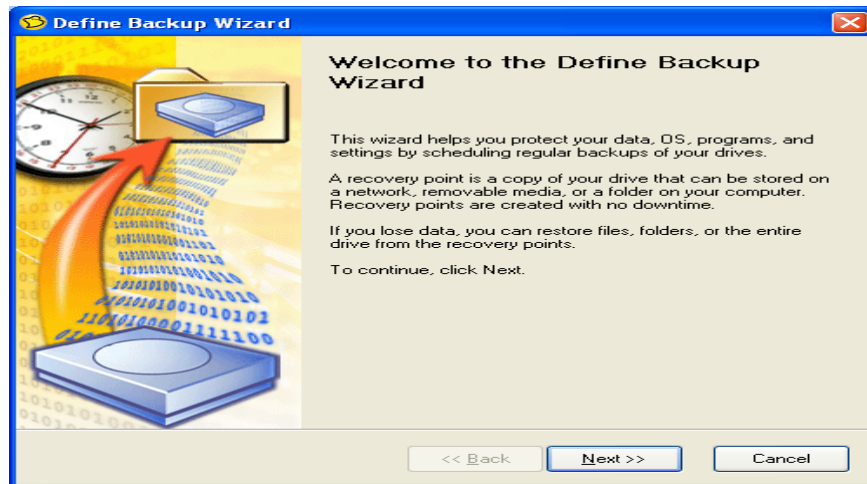 Define Backup Wizard
Welcome to the Define Backup
Wizard
This wizard helps you protect your data, OS, programs, and
settings by scheduling regular backups of your drives.
A recovery point is a copy of your drive that can be stored on
a network, removable media, or a folder on your computer.
Recovery points are created with no downtime.
If you lose data, you can restore files, folders, or the entire
drive from the recovery points.
To continue, click Next.
<< Back
Next >>
Cancel